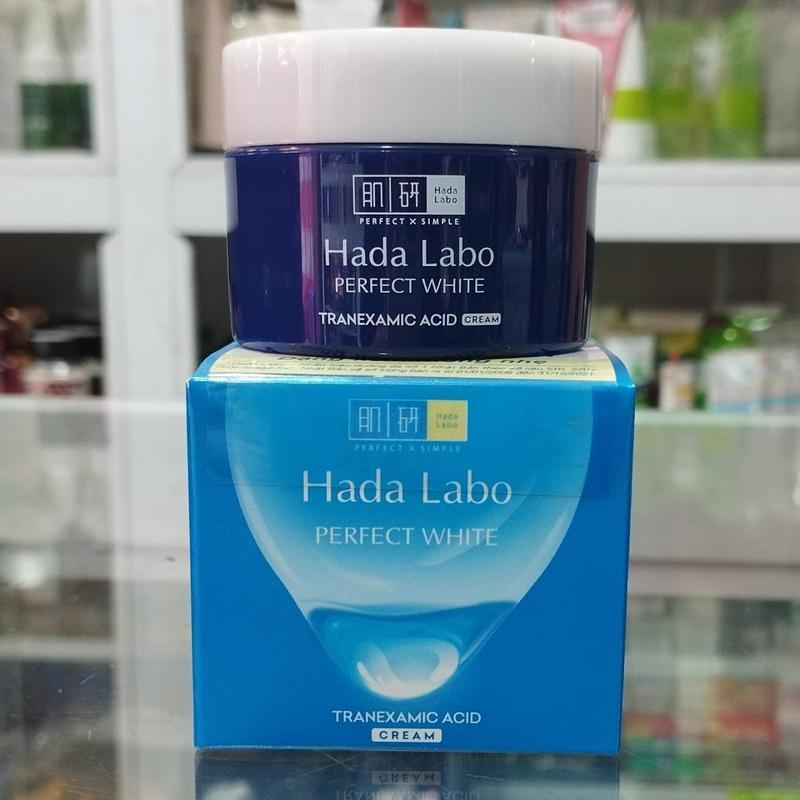 肌研
Hada
Labo
PERFECT × SIMPLE
Hada Labo
PERFECT WHITE
TRANEXAMIC ACID CREAM
肌研
Hada
Labo
PERFECT × SIMPLE
Hada Labo
PERFECT WHITE
TRANEXAMIC ACID
CREAM